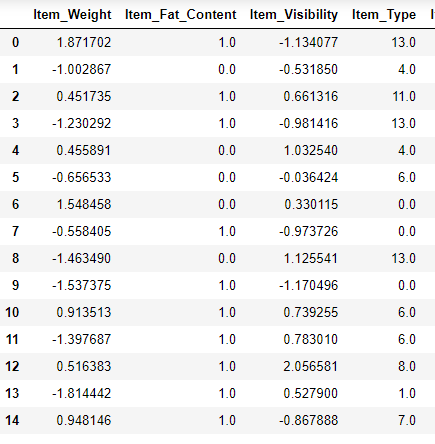 Item_Weight Item_Fat_Content Item_Visibility Item_Type
0 1.871702 1.0 -1.134077 13.0
1 -1.002867 0.0 -0.531850 4.0
2 0.451735 1.0 0.661316 11.0
3 -1.230292 1.0 -0.981416 13.0
4 0.455891 0.0 1.032540 4.0
5 -0.656533 0.0 -0.036424 6.0
6 1.548458 0.0 0.330115 0.0
7 -0.558405 1.0 -0.973726 0.0
8 -1.463490 0.0 1.125541 13.0
9 -1.537375 1.0 -1.170496 0.0
10 0.913513 1.0 0.739255 6.0
11 -1.397687 1.0 0.783010 6.0
12 0.516383 1.0 2.056581 8.0
13 -1.814442 1.0 0.527900 1.0
14 0.948146 1.0 -0.867888 7.0